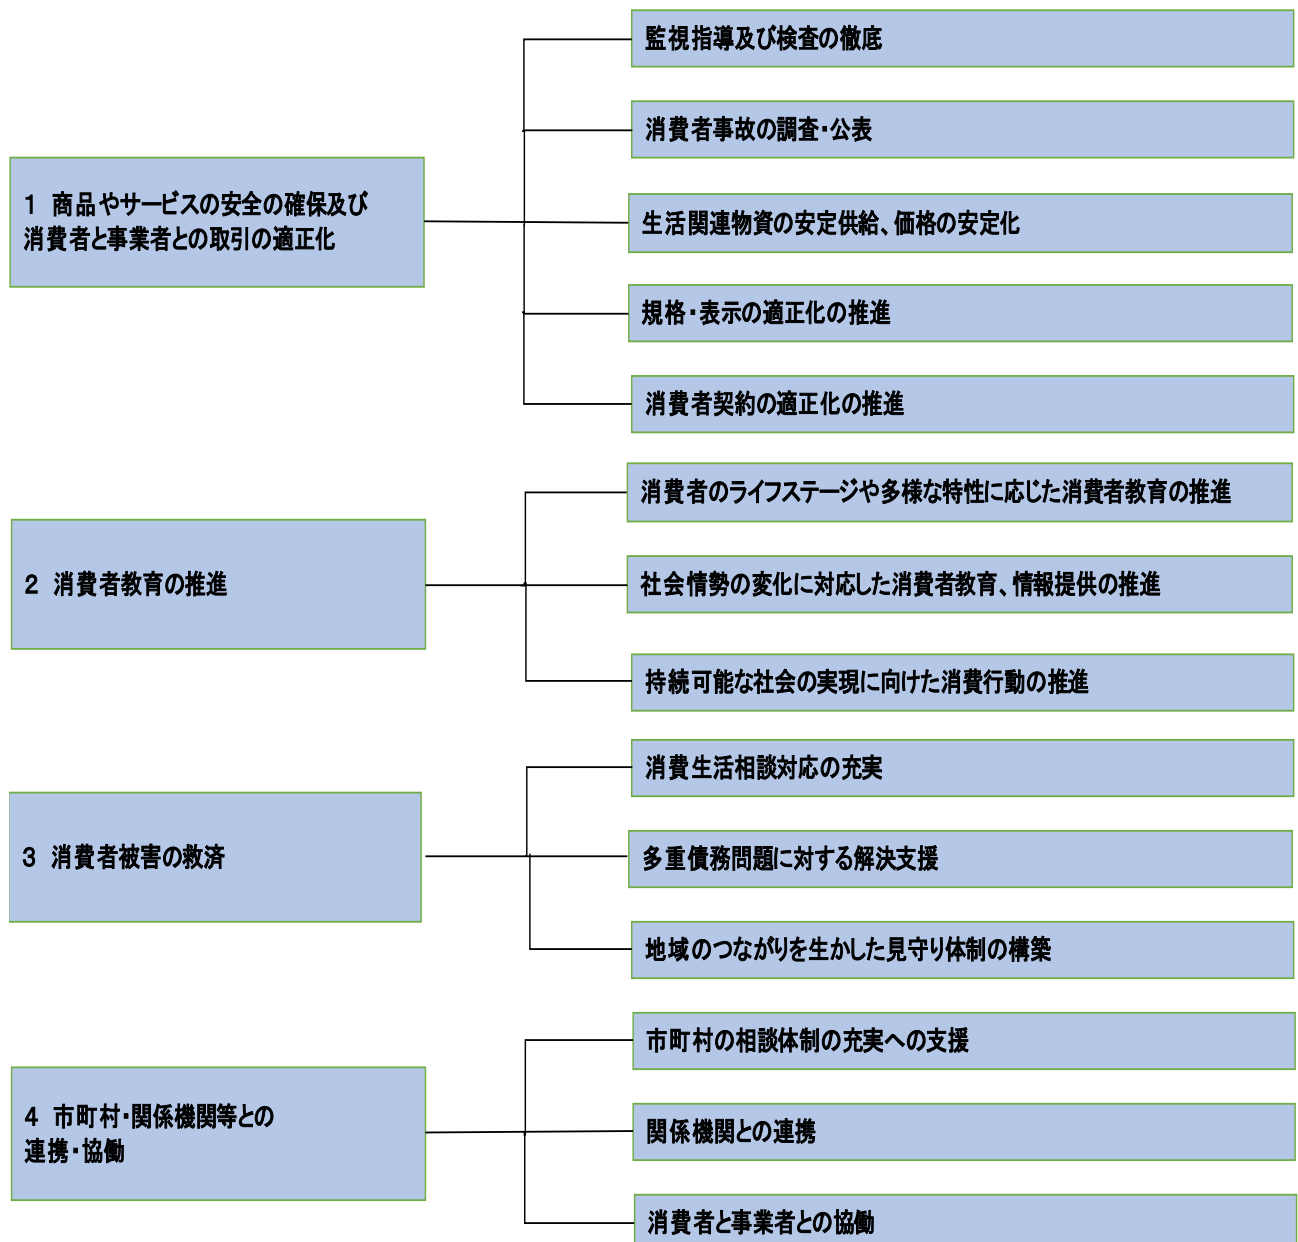 監視指導及び検査の徹底
消費者事故の調査・公表
1 商品やサービスの安全の確保及び
消費者と事業者との取引の適正化
生活関連物資の安定供給、価格の安定化
規格・表示の適正化の推進
消費者契約の適正化の推進
消費者のライフステージや多様な特性に応じた消費者教育の推進
2 消費者教育の推進
社会情勢の変化に対応した消費者教育、情報提供の推進
持続可能な社会の実現に向けた消費行動の推進
消費生活相談対応の充実
3 消費者被害の救済
多重債務問題に対する解決支援
地域のつながりを生かした見守り体制の構築
市町村の相談体制の充実への支援
4 市町村・関係機関等との
連携・協働
関係機関との連携
消費者と事業者との協働